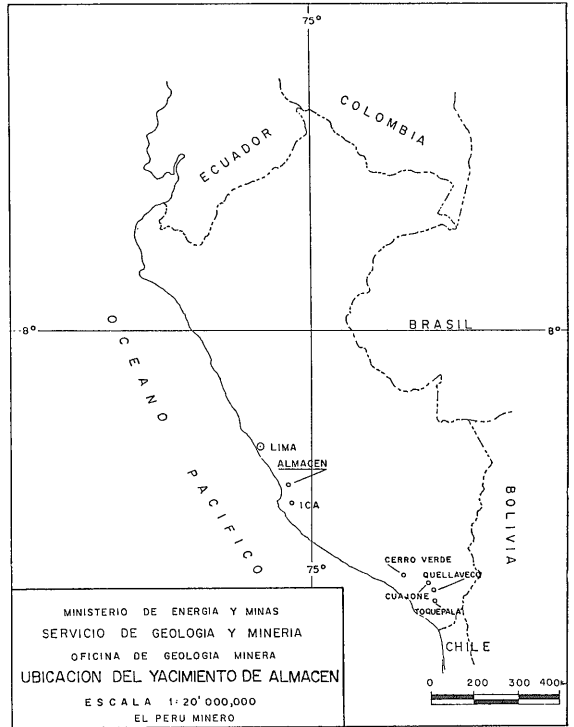 75°
COLOMBIA
ECUADOR
8°
BRASIL
8°
OCEANO
PACIFICO
LIMA
ALMACEN
ICA
BOLIVIA
CERRO VERDE
75°
QUELLAVECO
CUAJONE
TOQUEPALA
CHILE
MINISTERIO DE ENERGIA Y MINAS
SERVICIO DE GEOLOGIA Y MINERIA
OFICINA DE GEOLOGIA MINERA
UBICACION DEL YACIMIENTO DE ALMACEN
ESCALA 1:20'000,000
EL PERU MINERO
0 200 300 400